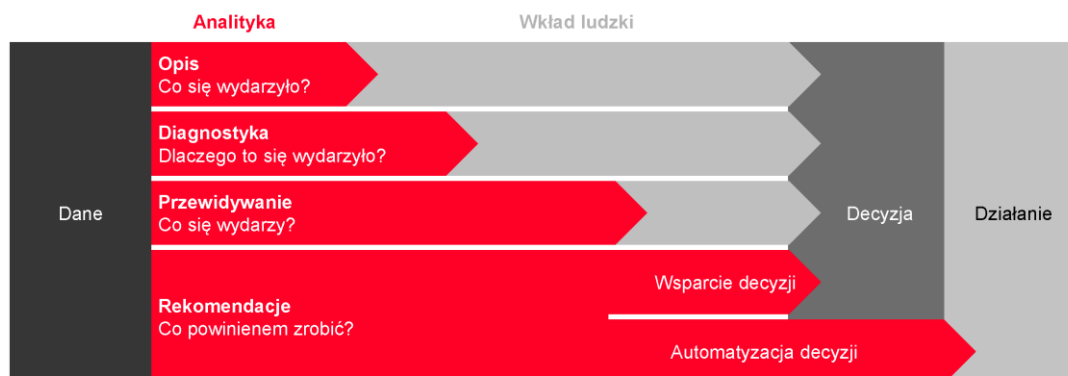 Analityka
Wkład ludzki
Opis
Co się wydarzyło?
Diagnostyka
Dlaczego to się wydarzyło?
Przewidywanie
Co się wydarzy?
Dane
Decyzja
Działanie
Wsparcie decyzji
Rekomendacje
Co powinienem zrobić?
Automatyzacja decyzji